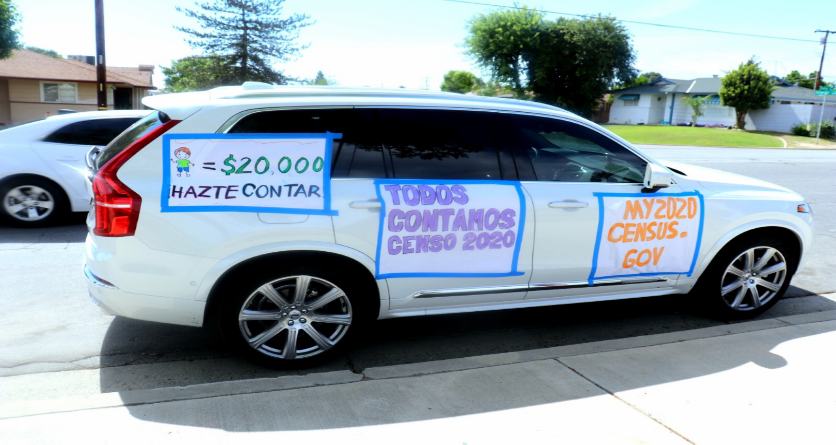 = $20,000
HAZTE CONTAR
TODOS
CONTAMOS
CENSO 2020
MY2020
CENSUS.
GOV